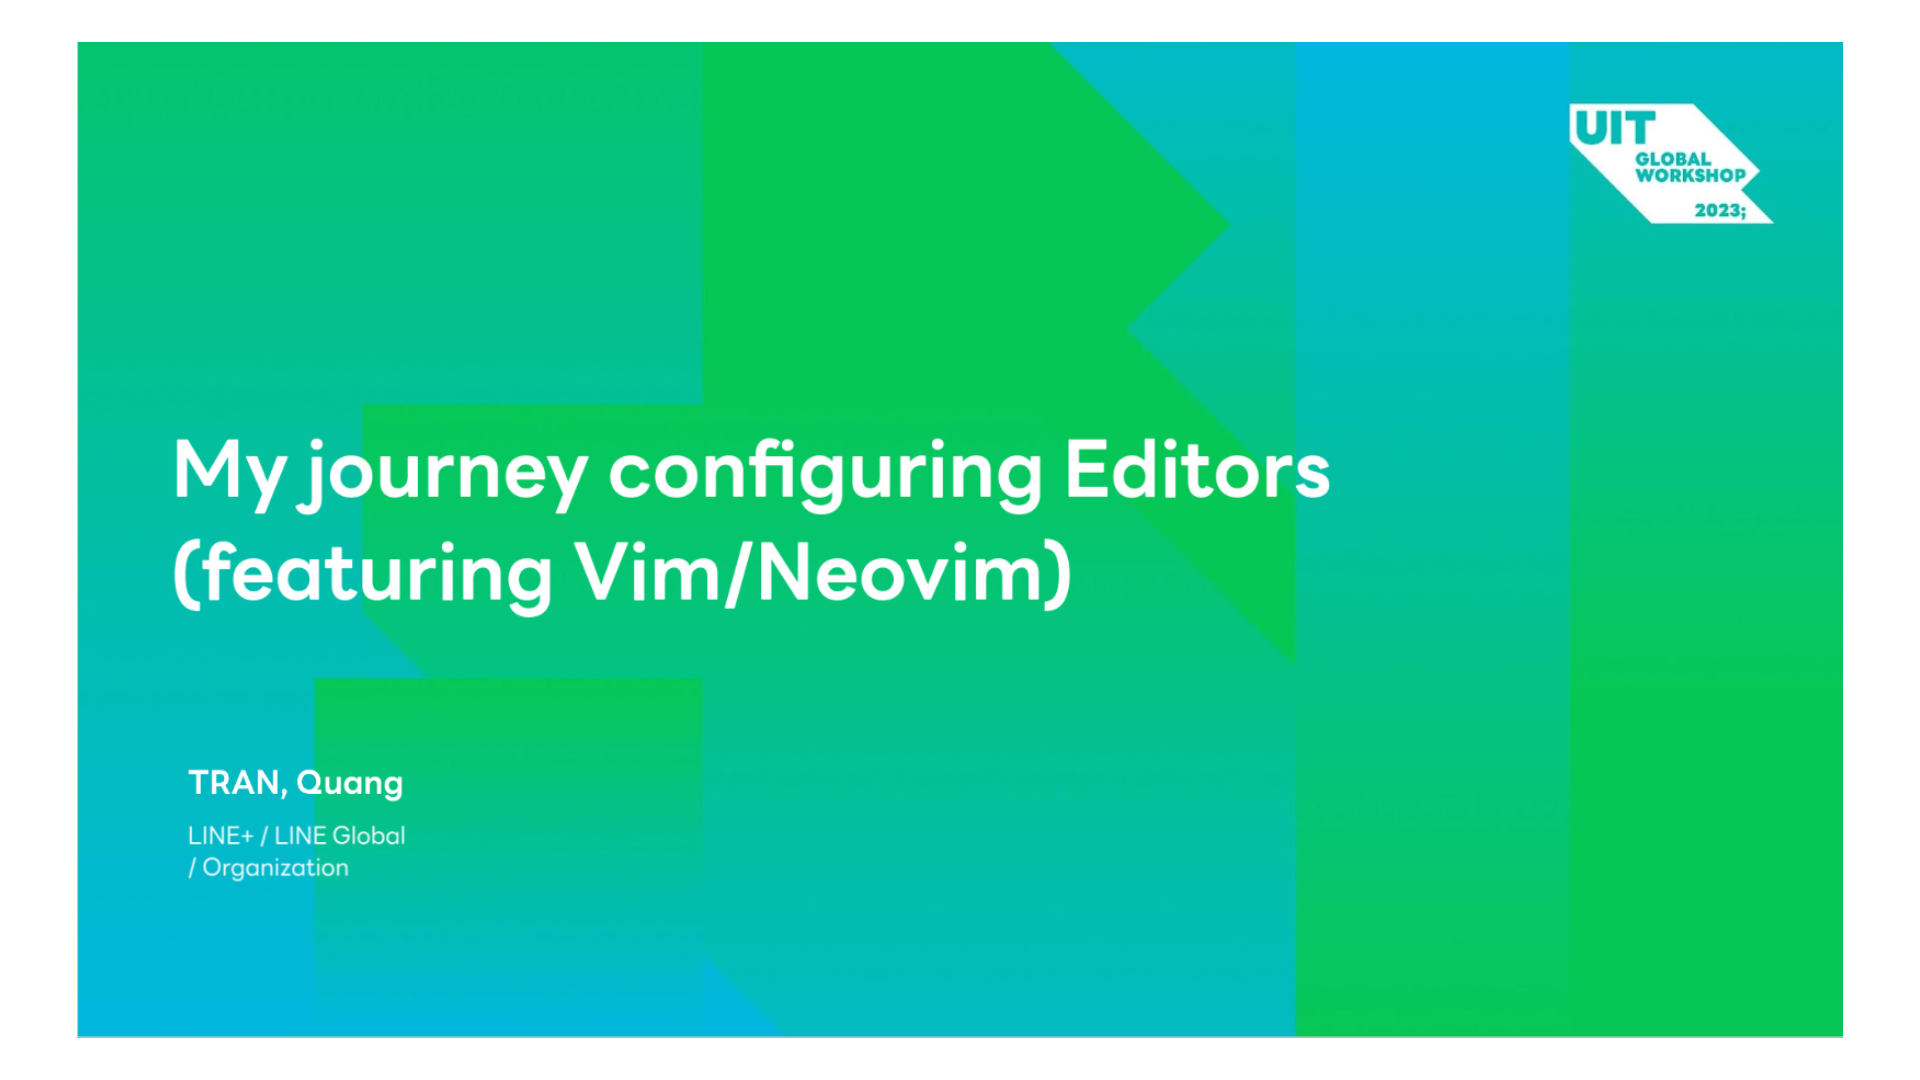 UIT
GLOBAL
WORKSHOP
2023;
My journey configuring Editors
(featuring Vim/Neovim)
TRAN, Quang
LINE+ / LINE Global
/ Organization